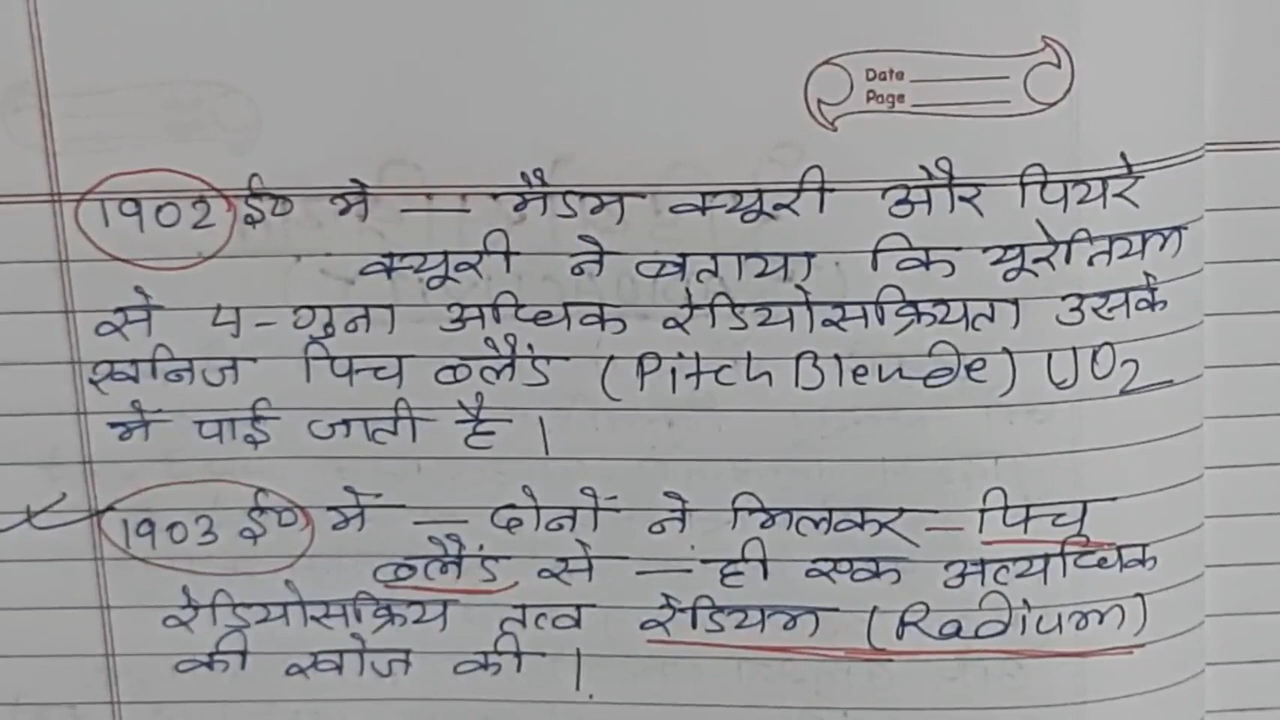 Date
Page
1902 ई० में — मैडम क्यूरी और पियरे
क्यूरी ने बताया कि यूरेनियम
से 4-गुना अधिक रेडियोसक्रियता उसके
खनिज पिच ब्लैंड (Pitch Blende) UO2
में पाई जाती है।
1903 ई० में — दोनों ने मिलकर – पिच
ब्लैंड से — ही एक अत्यधिक
रेडियोसक्रिय तत्व रेडियम (Radium)
की खोज की।